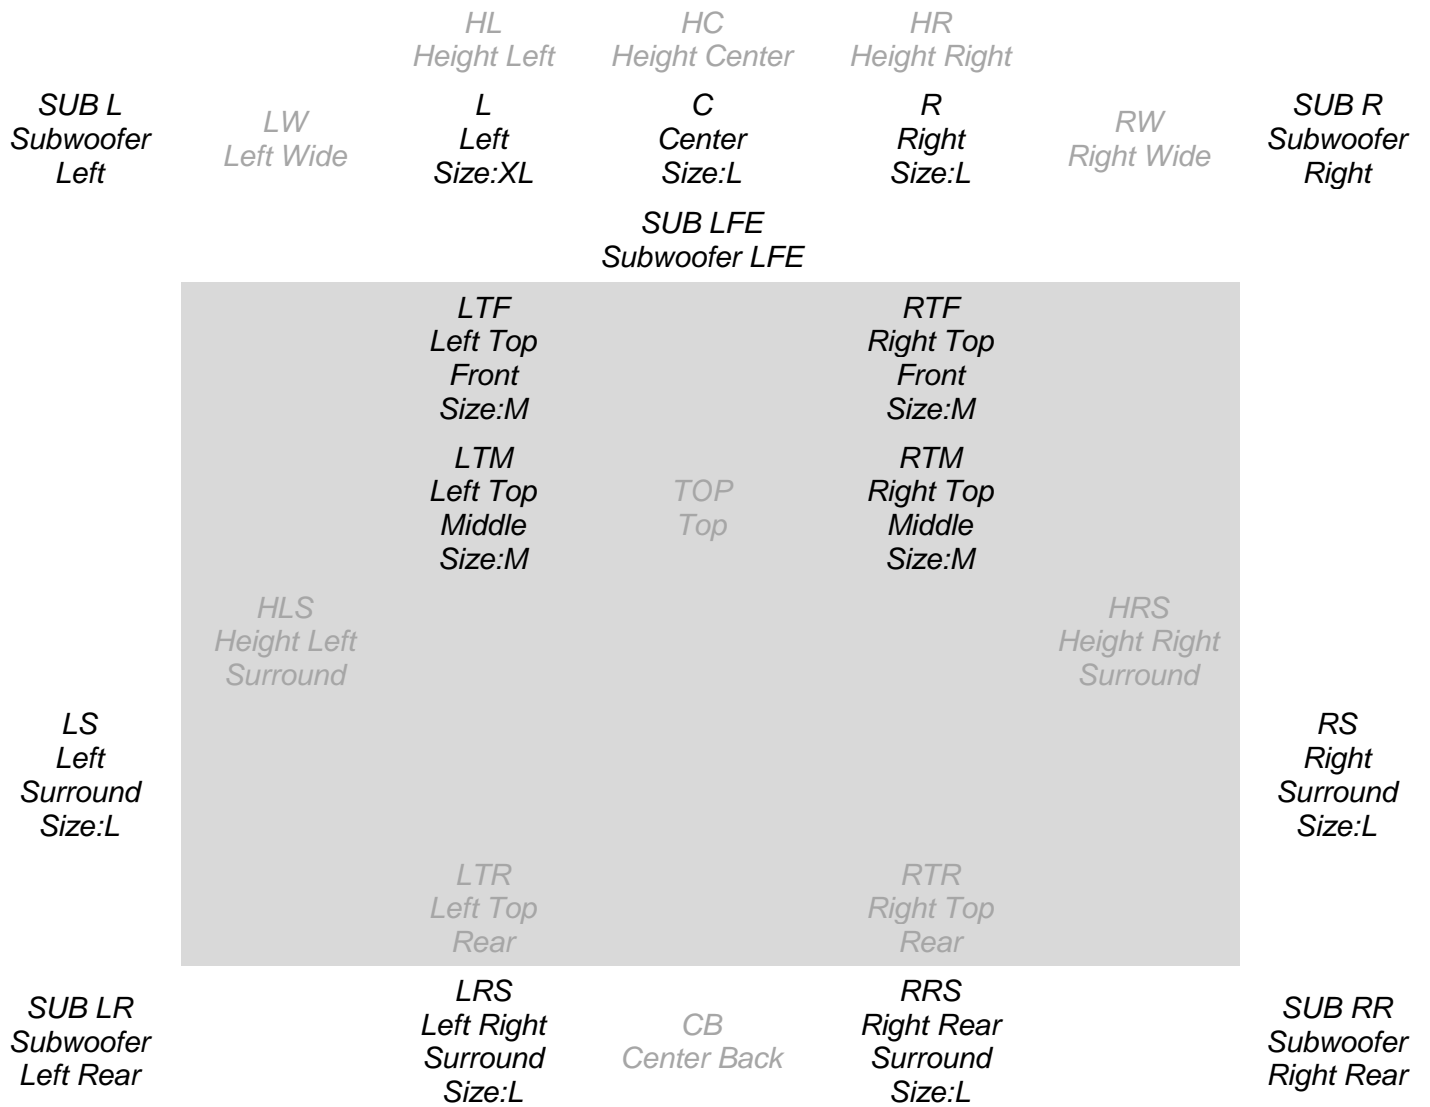 HL
Height Left
HC
Height Center
HR
Height Right
SUB L
Subwoofer
Left
LW
Left Wide
L
Left
Size:XL
C
Center
Size:L
R
Right
Size:L
RW
Right Wide
SUB R
Subwoofer
Right
SUB LFE
Subwoofer LFE
LTF
Left Top
Front
Size:M
RTF
Right Top
Front
Size:M
LTM
Left Top
Middle
Size:M
TOP
Top
RTM
Right Top
Middle
Size:M
HLS
Height Left
Surround
HRS
Height Right
Surround
LS
Left
Surround
Size:L
RS
Right
Surround
Size:L
LTR
Left Top
Rear
RTR
Right Top
Rear
SUB LR
Subwoofer
Left Rear
LRS
Left Right
Surround
Size:L
CB
Center Back
RRS
Right Rear
Surround
Size:L
SUB RR
Subwoofer
Right Rear